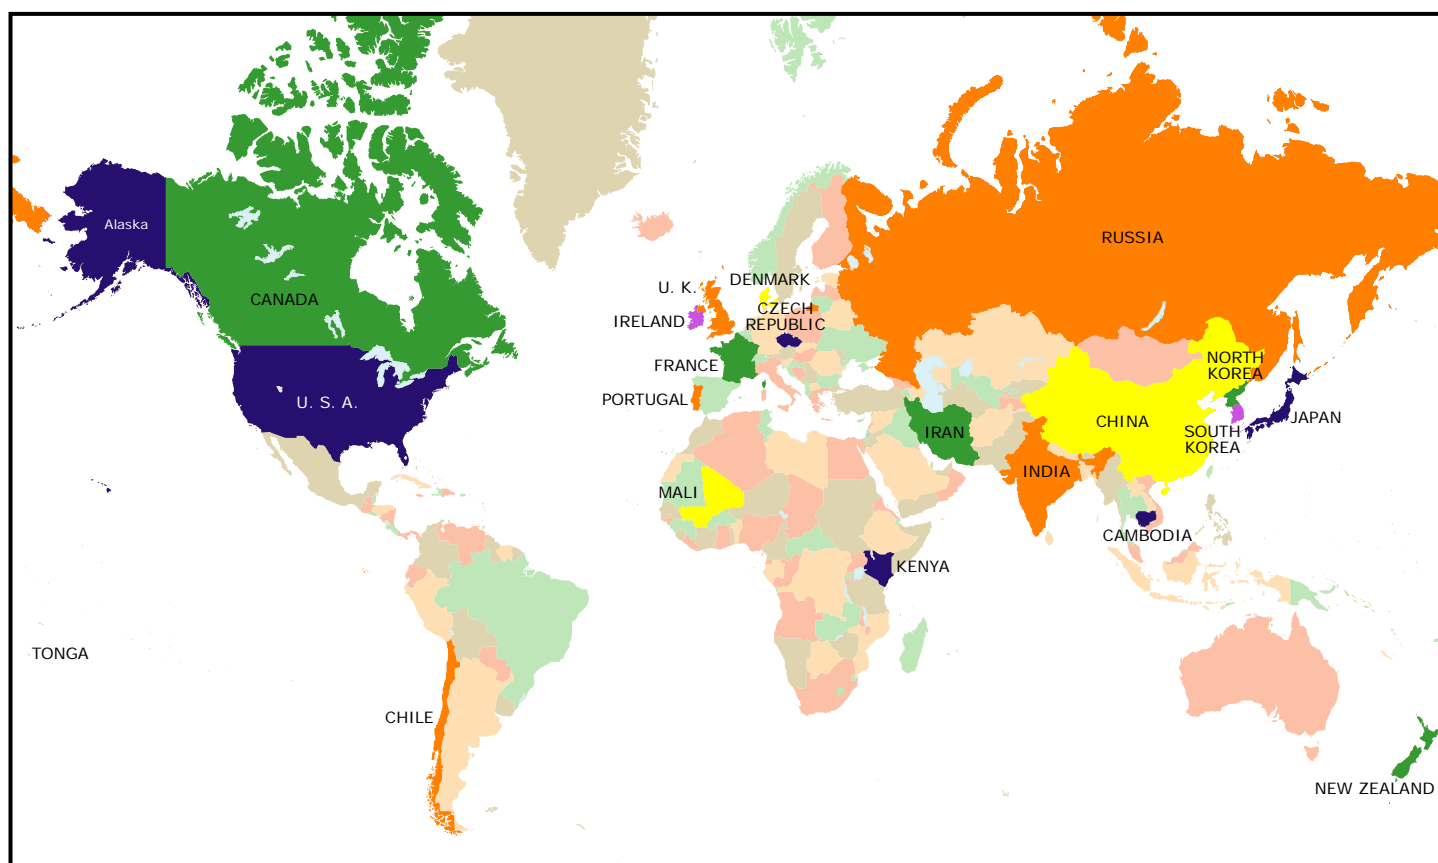 Alaska
RUSSIA
DENMARK
U. K.
CANADA
CZECH
REPUBLIC
IRELAND
NORTH
KOREA
FRANCE
PORTUGAL
U. S. A.
CHINA
JAPAN
IRAN
SOUTH
KOREA
INDIA
MALI
CAMBODIA
KENYA
TONGA
CHILE
NEW ZEALAND